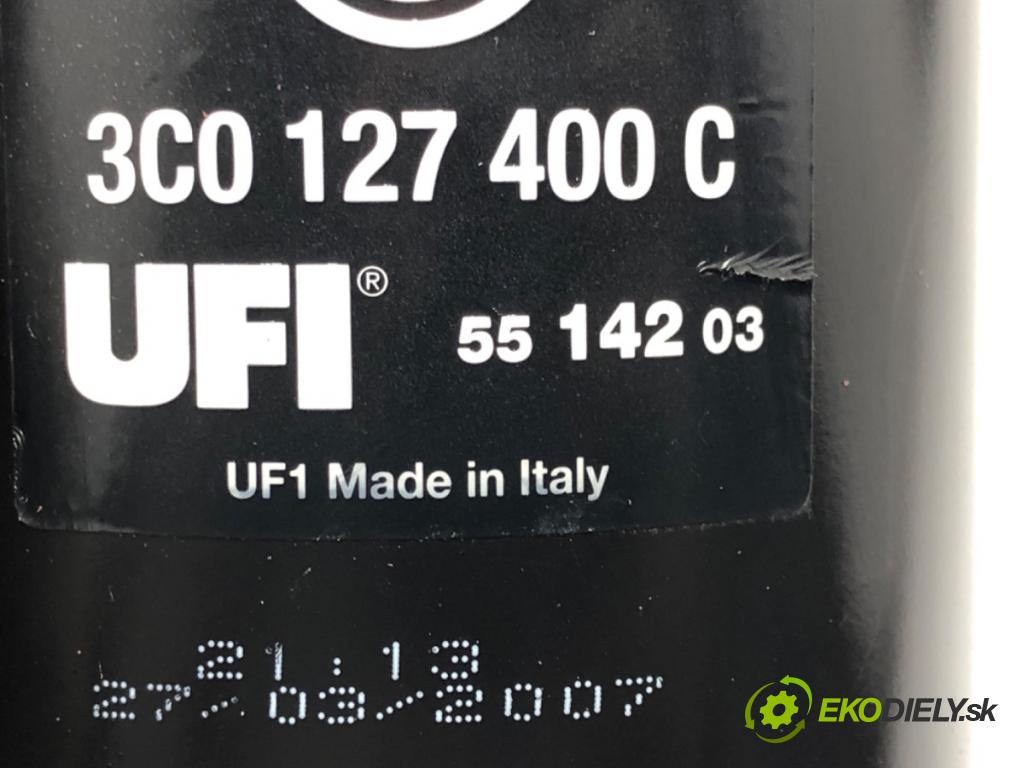 3C0 127 400 C
UFI® 55 142 03
UF1 Made in Italy
21:13
27/03/2007
EKODIELY.sk